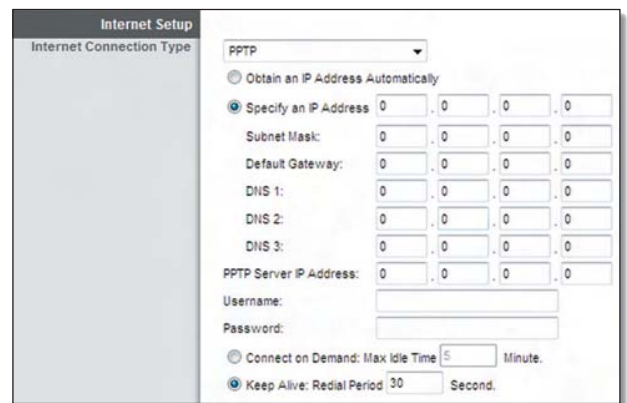 Internet Setup
Internet Connection Type
PPTP
Obtain an IP Address Automatically
Specify an IP Address 0 . 0 . 0 . 0
Subnet Mask: 0 . 0 . 0 . 0
Default Gateway: 0 . 0 . 0 . 0
DNS 1: 0 . 0 . 0 . 0
DNS 2: 0 . 0 . 0 . 0
DNS 3: 0 . 0 . 0 . 0
PPTP Server IP Address: 0 . 0 . 0 . 0
Username:
Password:
Connect on Demand: Max Idle Time 5 Minute.
Keep Alive: Redial Period 30 Second.